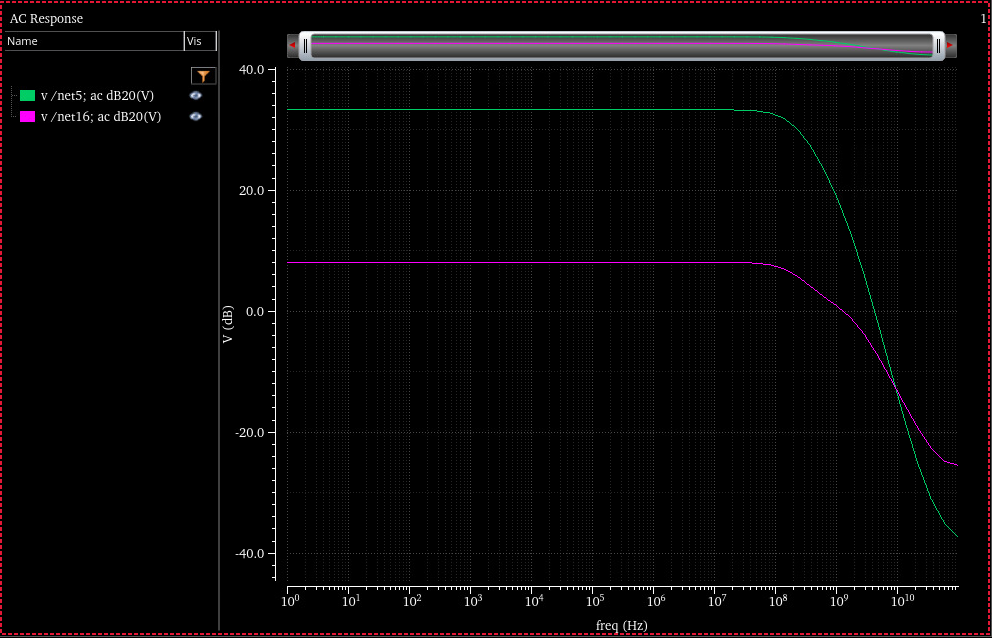 AC Response
1
Name Vis
v /net5; ac dB20(V)
v /net16; ac dB20(V)
40.0
20.0
0.0
-20.0
-40.0
V (dB)
10⁰ 10¹ 10² 10³ 10⁴ 10⁵ 10⁶ 10⁷ 10⁸ 10⁹ 10¹⁰
freq (Hz)